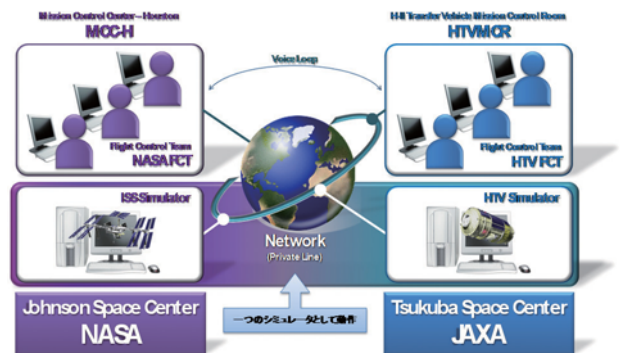 Mission Control Center – Houston
MCC-H
H-II Transfer Vehicle Mission Control Room
HTVMCR
Voice Loop
Flight Control Team
NASA FCT
Flight Control Team
HTV FCT
ISS Simulator
HTV Simulator
Network
(Private Line)
Johnson Space Center
NASA
一つのシミュレータとして動作
Tsukuba Space Center
JAXA